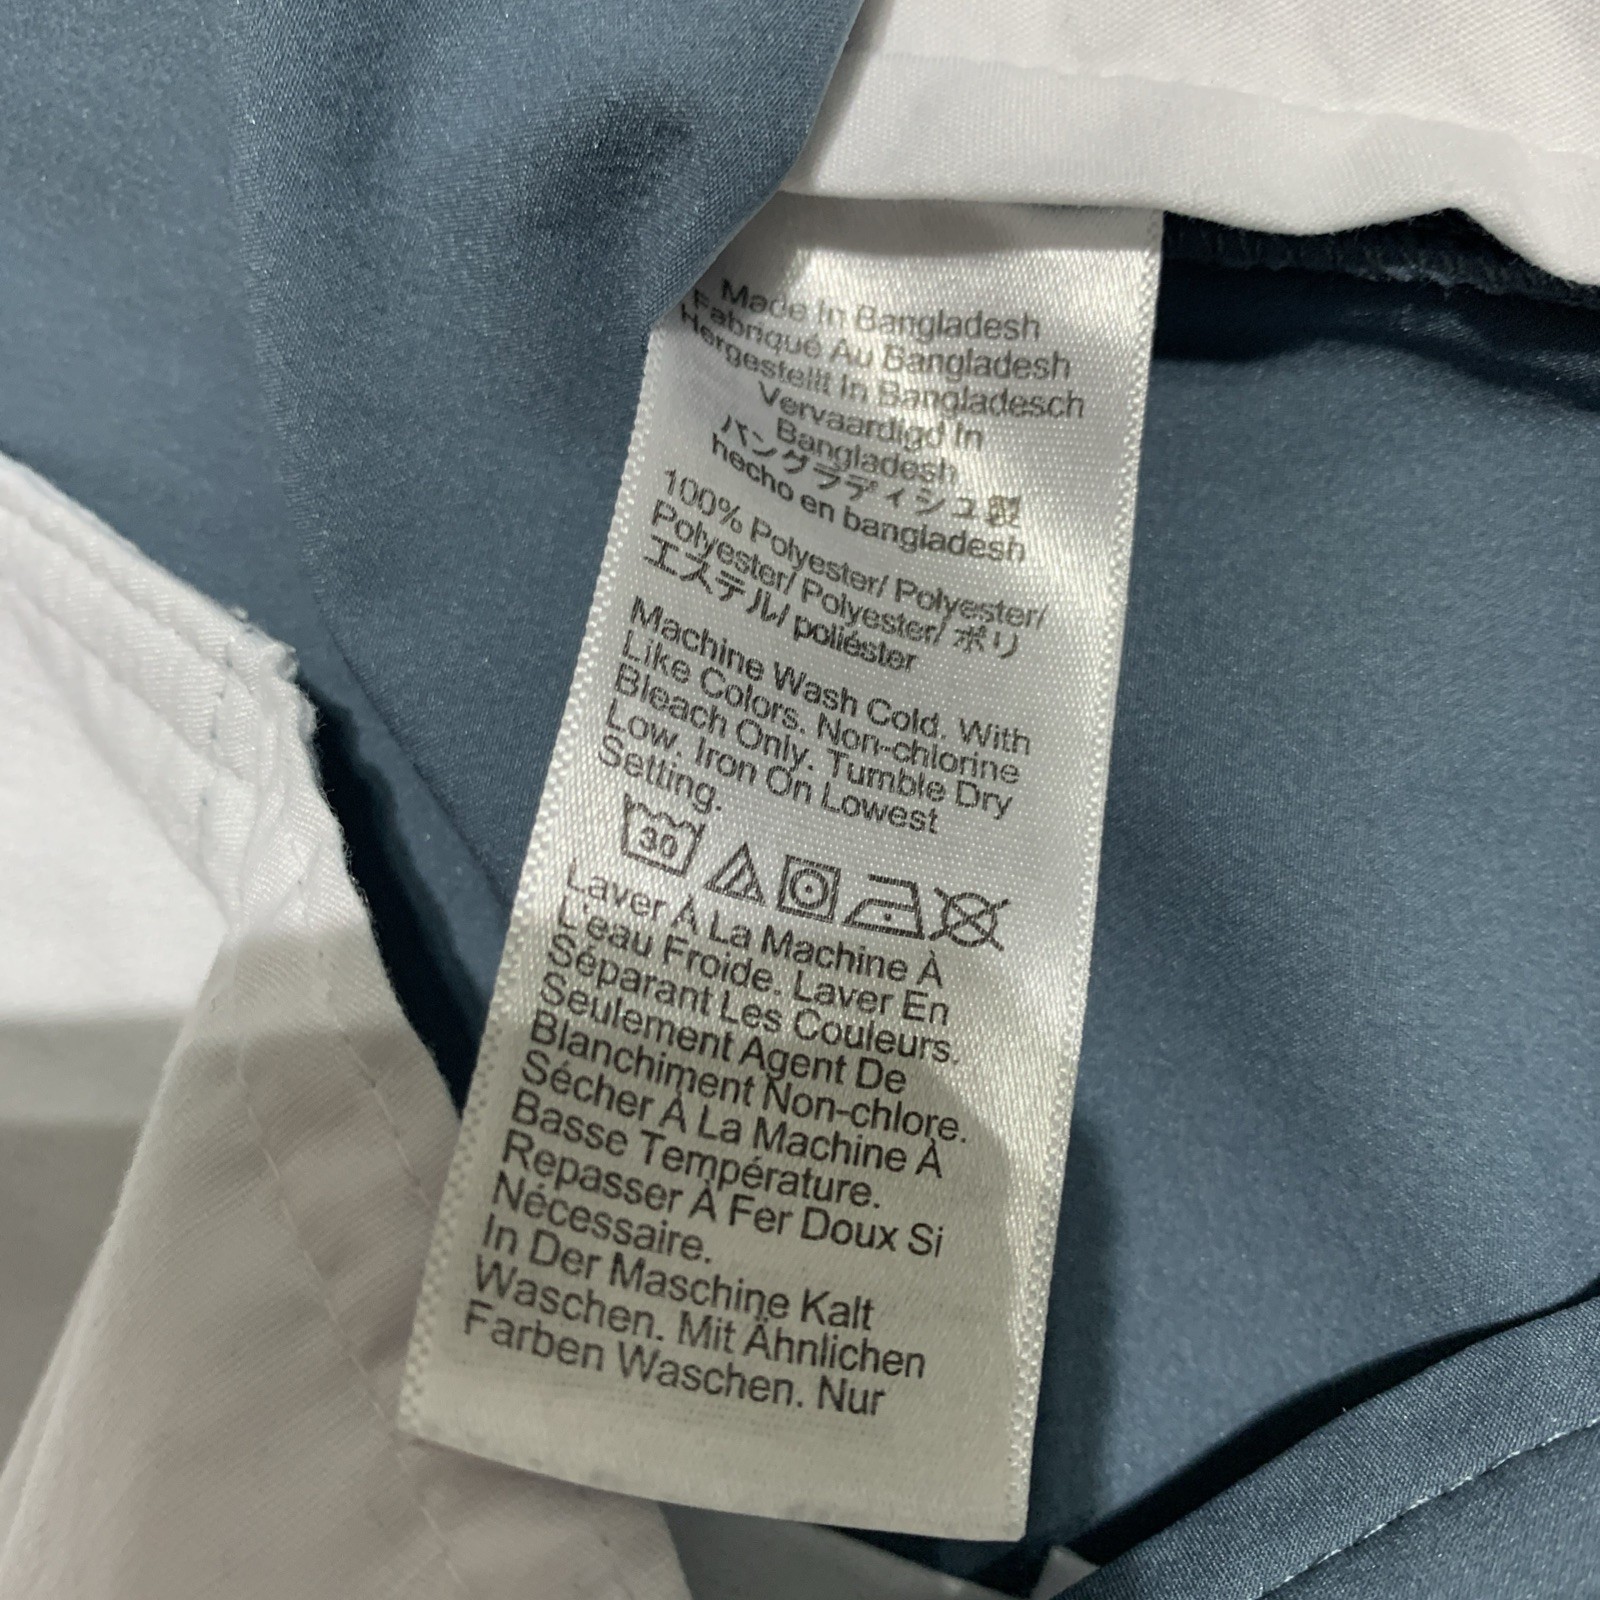 Made In Bangladesh
Fabriqué Au Bangladesh
Hergestellt In Bangladesch
Vervaardigd In
Bangladesh
バングラディシュ製
hecho en bangladesh
100% Polyester/ Polyester/
Polyester/ Polyester/ ポリ
エステル/ poliéster
Machine Wash Cold. With
Like Colors. Non-chlorine
Bleach Only. Tumble Dry
Low. Iron On Lowest
Setting.
30
Laver À La Machine À
L'eau Froide. Laver En
Séparant Les Couleurs.
Seulement Agent De
Blanchiment Non-chlore.
Sécher À La Machine À
Basse Température.
Repasser À Fer Doux Si
Nécessaire.
In Der Maschine Kalt
Waschen. Mit Ähnlichen
Farben Waschen. Nur